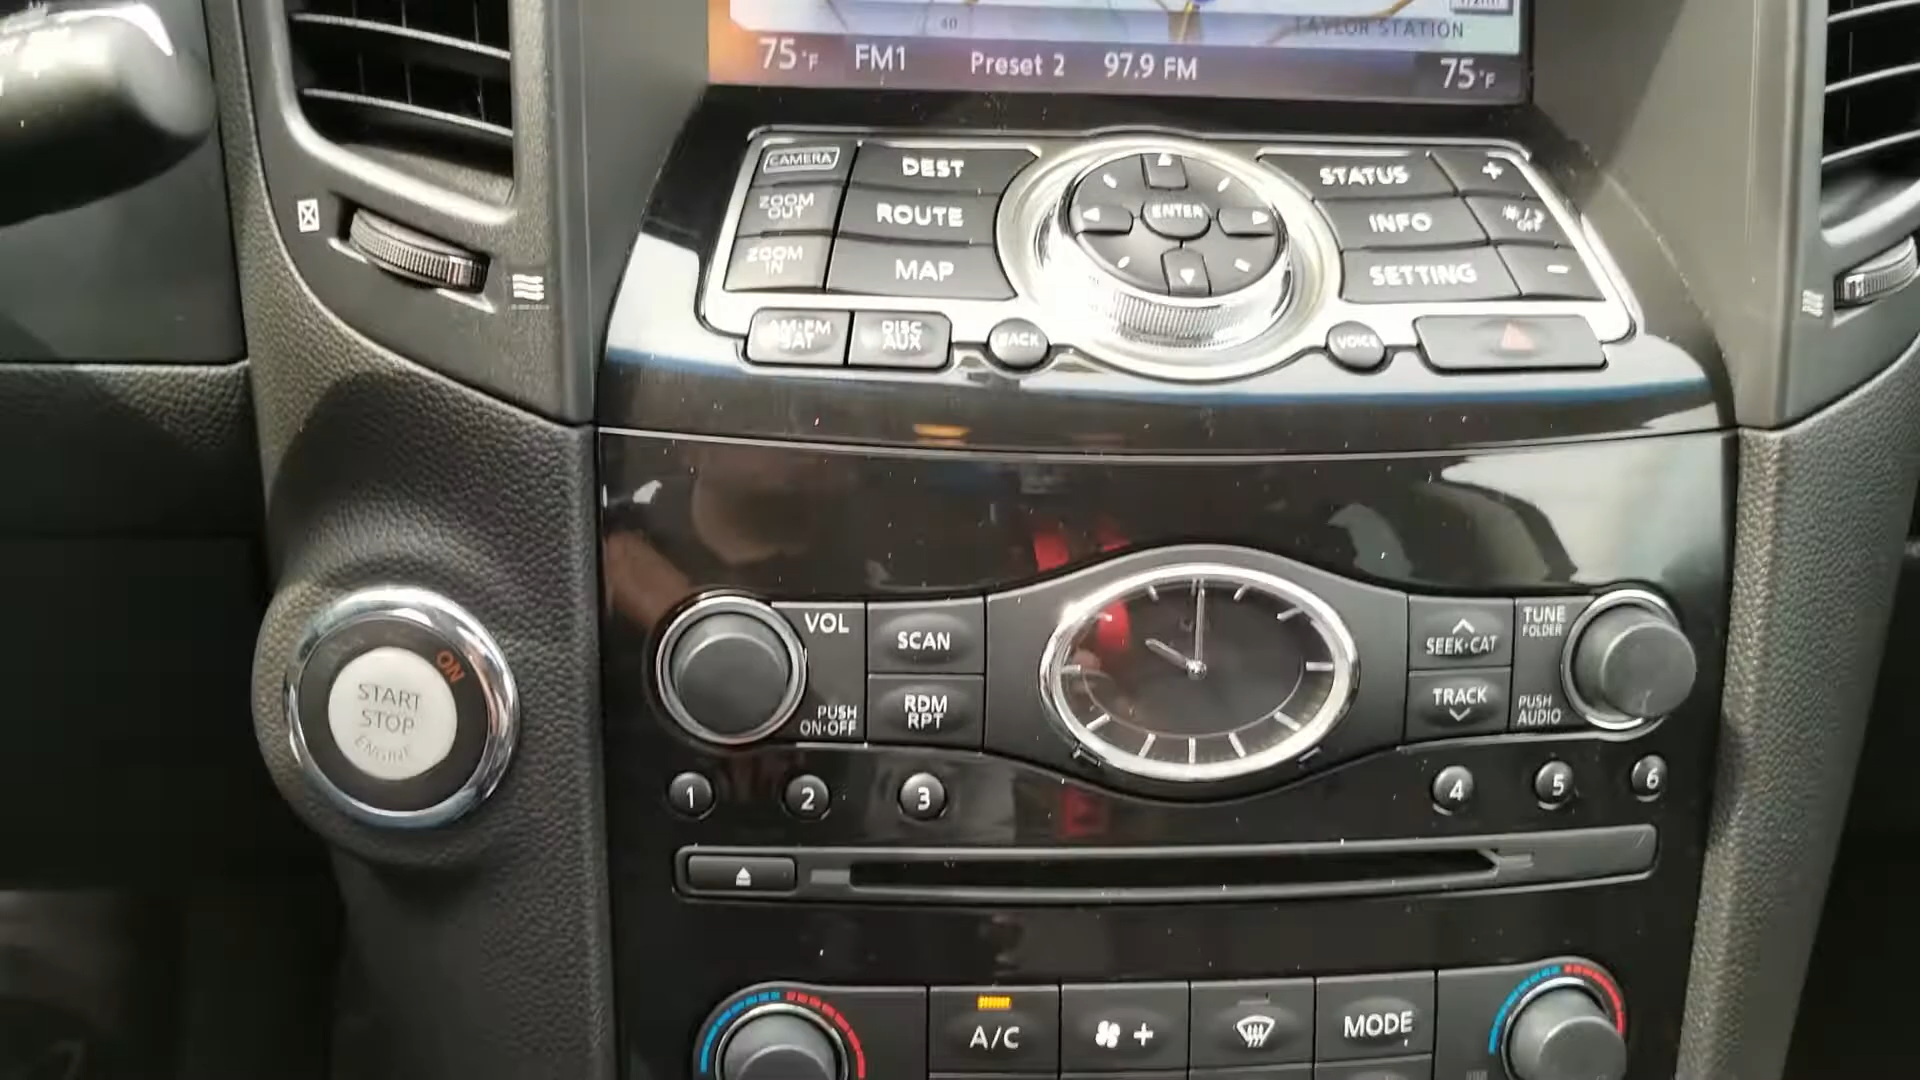 40
TAYLOR STATION
75°F FM1 Preset 2 97.9 FM 75°F
CAMERA
DEST
STATUS
+
ZOOM
OUT
ROUTE
ENTER
INFO
OFF
ZOOM
IN
MAP
SETTING
-
AM·FM
SAT
DISC
AUX
BACK
VOICE
ON
START
STOP
ENGINE
VOL
PUSH
ON·OFF
SCAN
RDM
RPT
SEEK·CAT
TRACK
TUNE
FOLDER
PUSH
AUDIO
1 2 3 4 5 6
A/C
+
MODE